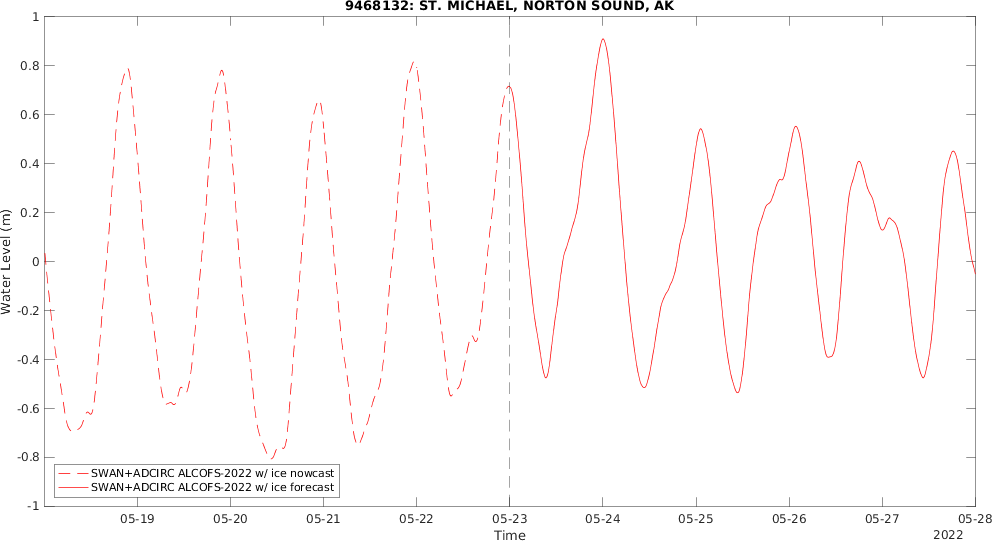 9468132: ST. MICHAEL, NORTON SOUND, AK
Water Level (m)
1
0.8
0.6
0.4
0.2
0
-0.2
-0.4
-0.6
-0.8
-1
SWAN+ADCIRC ALCOFS-2022 w/ ice nowcast
SWAN+ADCIRC ALCOFS-2022 w/ ice forecast
05-19 05-20 05-21 05-22 05-23 05-24 05-25 05-26 05-27 05-28
Time
2022